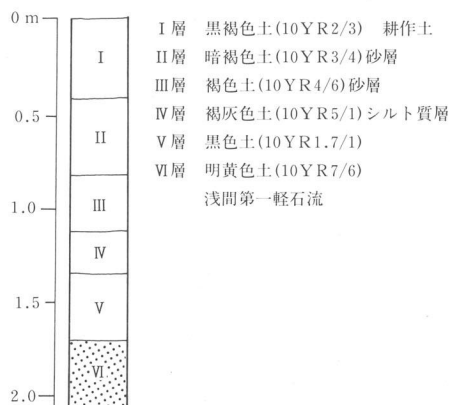 0 m
0.5
1.0
1.5
2.0
I
II
III
IV
V
VI
I層 黒褐色土(10YR2/3) 耕作土
II層 暗褐色土(10YR3/4)砂層
III層 褐色土(10YR4/6)砂層
IV層 褐灰色土(10YR5/1)シルト質層
V層 黒色土(10YR1.7/1)
VI層 明黄色土(10YR7/6)
浅間第一軽石流